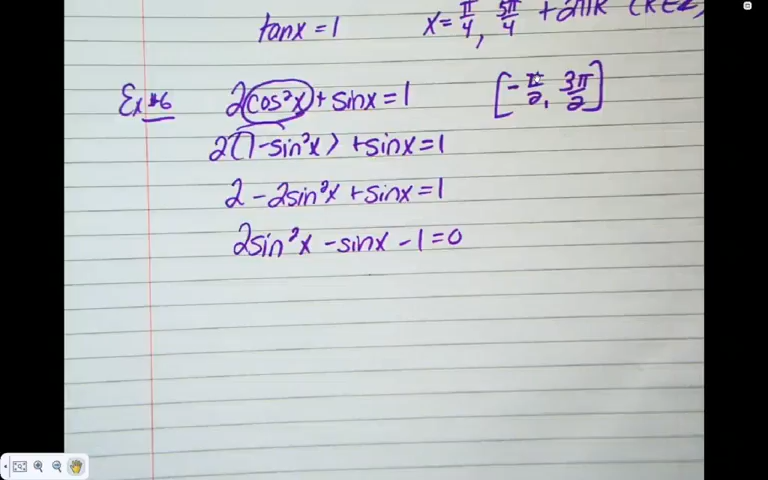 tanx = 1 x = π/4, 5π/4 + 2πk (k∈Z)
Ex #6 2cos²x + sinx = 1 [-π/2, 3π/2]
2(1-sin²x) + sinx = 1
2 - 2sin²x + sinx = 1
2sin²x - sinx - 1 = 0